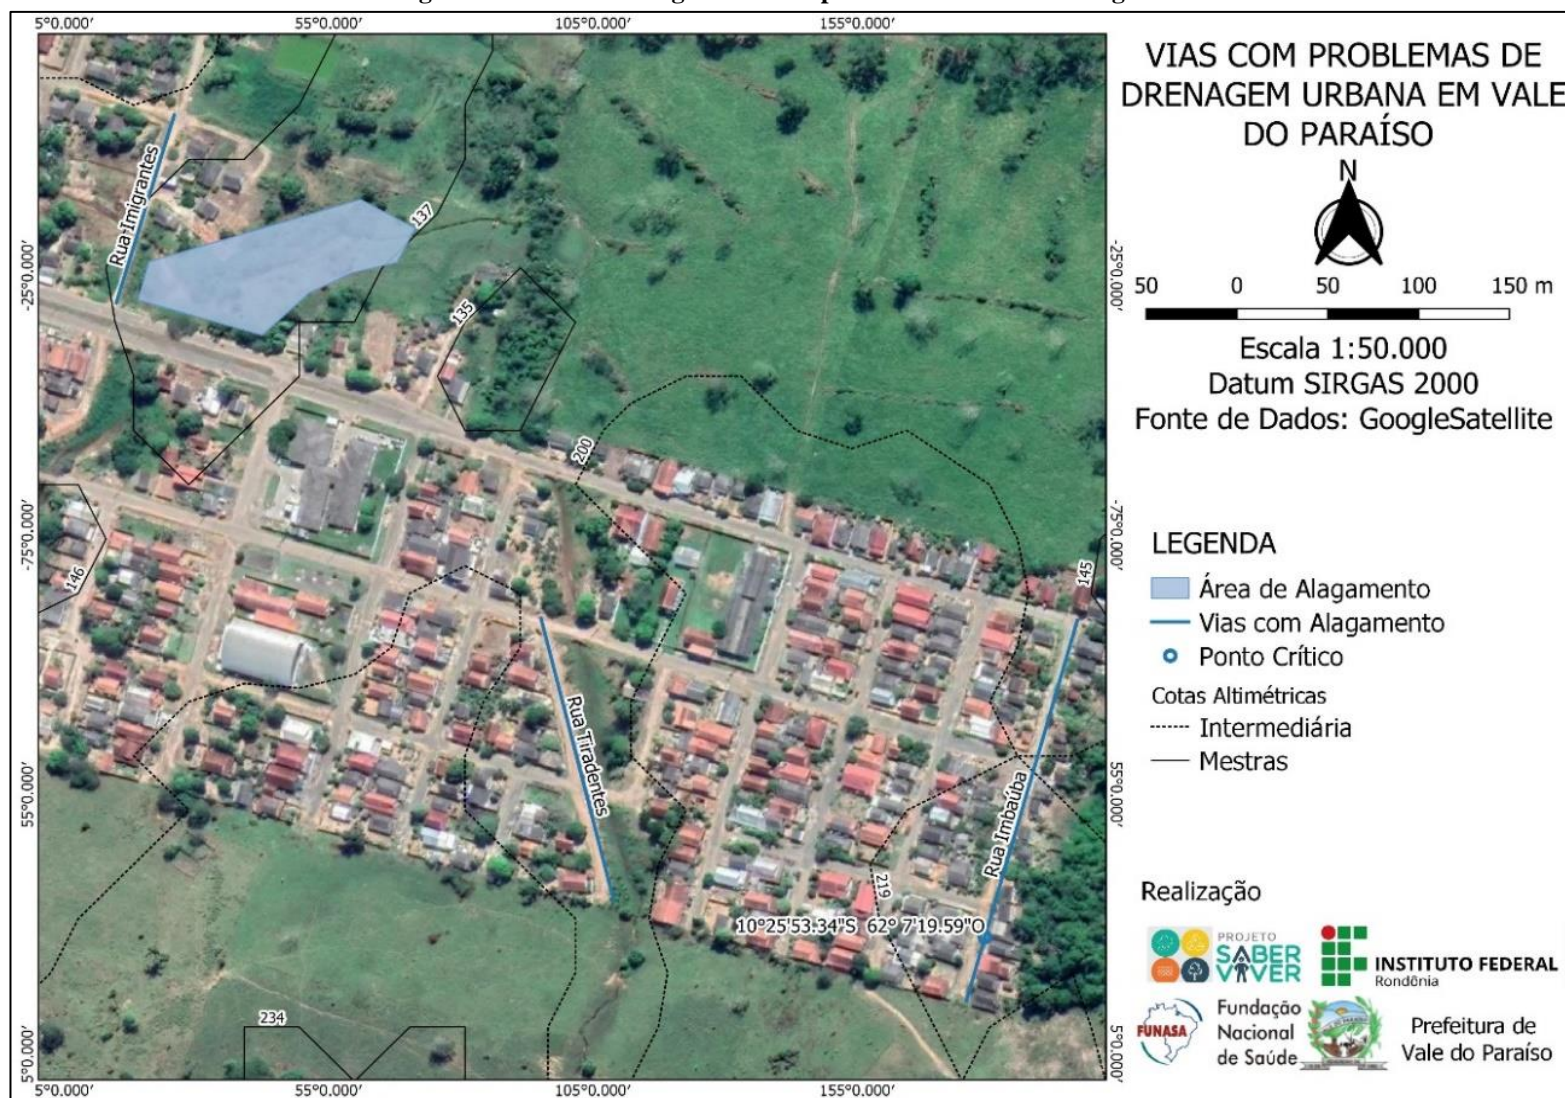 5°0.000'
55°0.000'
105°0.000'
155°0.000'
VIAS COM PROBLEMAS DE
DRENAGEM URBANA EM VALE
DO PARAÍSO
N
50 0 50 100 150 m
Escala 1:50.000
Datum SIRGAS 2000
Fonte de Dados: GoogleSatellite
LEGENDA
Área de Alagamento
Vias com Alagamento
Ponto Crítico
Cotas Altimétricas
Intermediária
Mestras
Realização
PROJETO
SABER
VIVER
INSTITUTO FEDERAL
Rondônia
FUNASA
Fundação
Nacional
de Saúde
Prefeitura de
Vale do Paraíso
Rua Imigrantes
137
135
200
146
145
Rua Tiradentes
Rua Imbaúba
219
10°25'53.34"S 62° 7'19.59"O
234
-25°0.000'
-75°0.000'
55°0.000'
5°0.000'
-25°0.000'
-75°0.000'
55°0.000'
5°0.000'
5°0.000'
55°0.000'
105°0.000'
155°0.000'